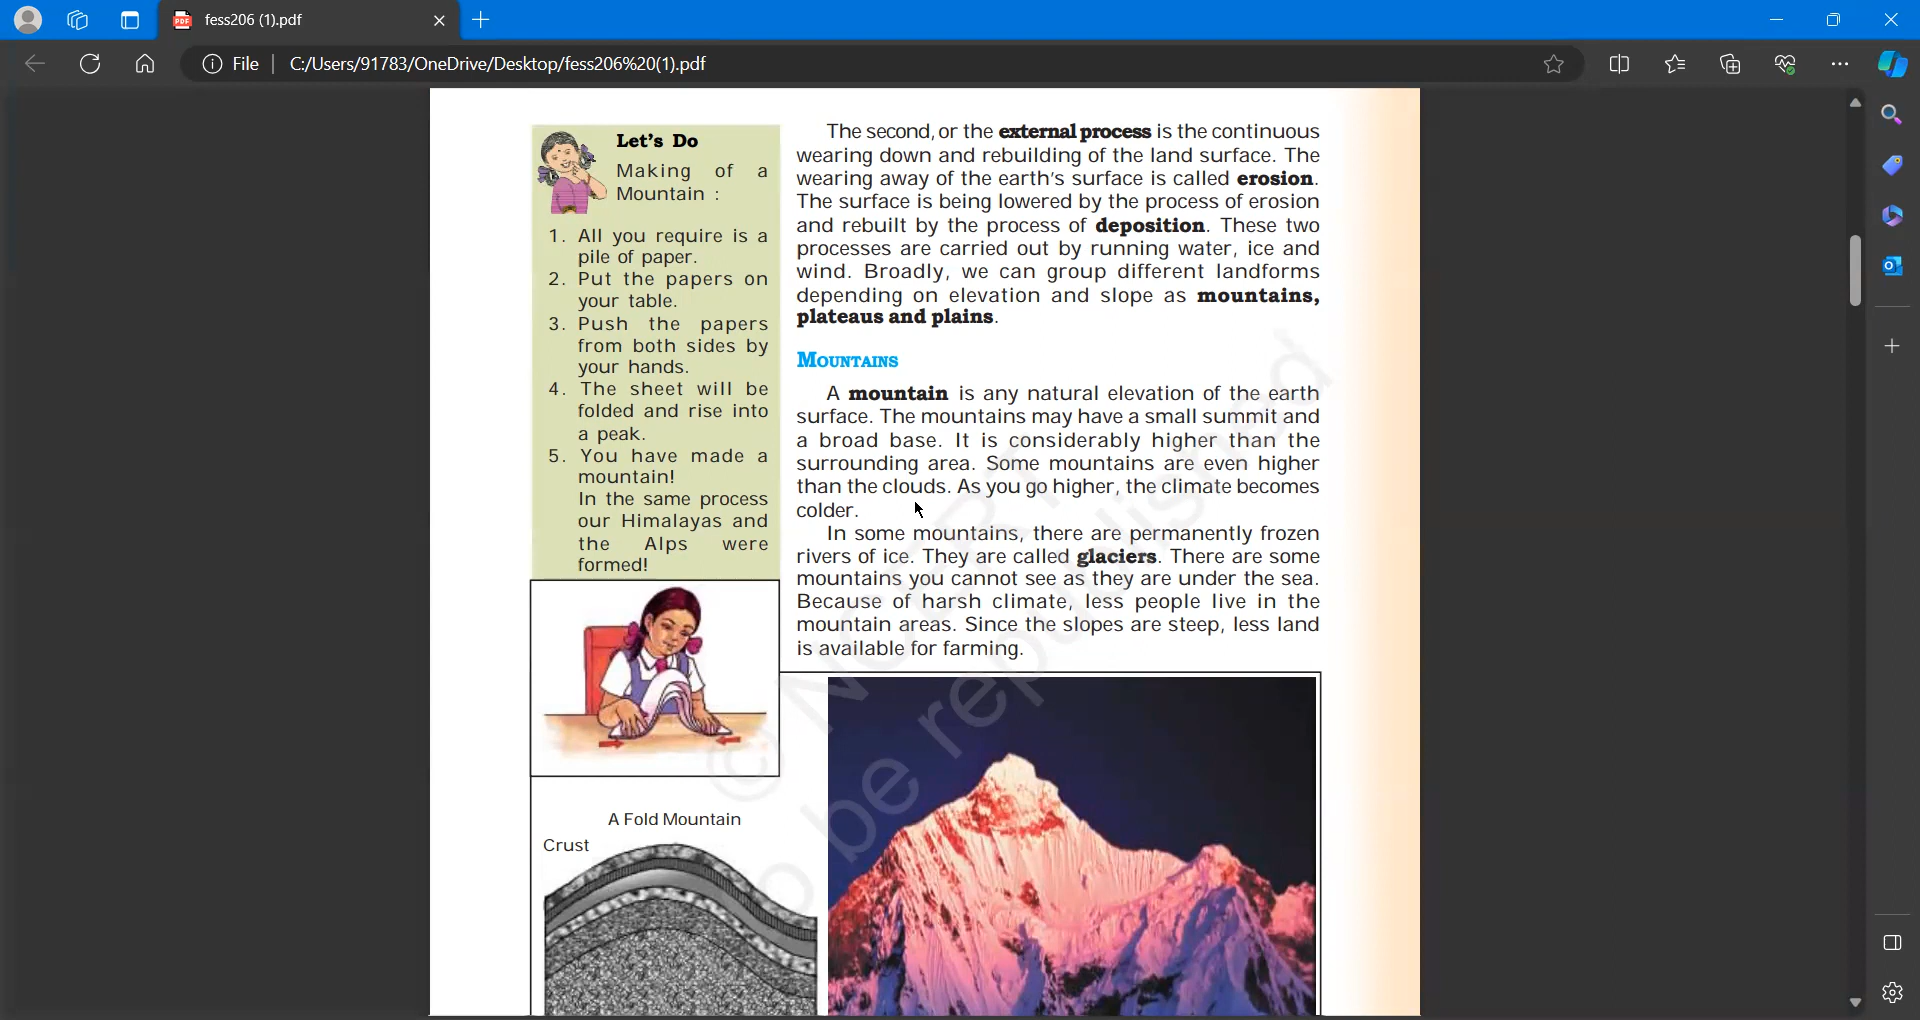 fess206 (1).pdf
File
C:/Users/91783/OneDrive/Desktop/fess206%20(1).pdf
Let's Do
Making of a
Mountain :
1. All you require is a
pile of paper.
2. Put the papers on
your table.
3. Push the papers
from both sides by
your hands.
4. The sheet will be
folded and rise into
a peak.
5. You have made a
mountain!
In the same process
our Himalayas and
the Alps were
formed!
A Fold Mountain
Crust
The second, or the external process is the continuous
wearing down and rebuilding of the land surface. The
wearing away of the earth's surface is called erosion.
The surface is being lowered by the process of erosion
and rebuilt by the process of deposition. These two
processes are carried out by running water, ice and
wind. Broadly, we can group different landforms
depending on elevation and slope as mountains,
plateaus and plains.
MOUNTAINS
A mountain is any natural elevation of the earth
surface. The mountains may have a small summit and
a broad base. It is considerably higher than the
surrounding area. Some mountains are even higher
than the clouds. As you go higher, the climate becomes
colder.
In some mountains, there are permanently frozen
rivers of ice. They are called glaciers. There are some
mountains you cannot see as they are under the sea.
Because of harsh climate, less people live in the
mountain areas. Since the slopes are steep, less land
is available for farming.
© NCERT
o be republished